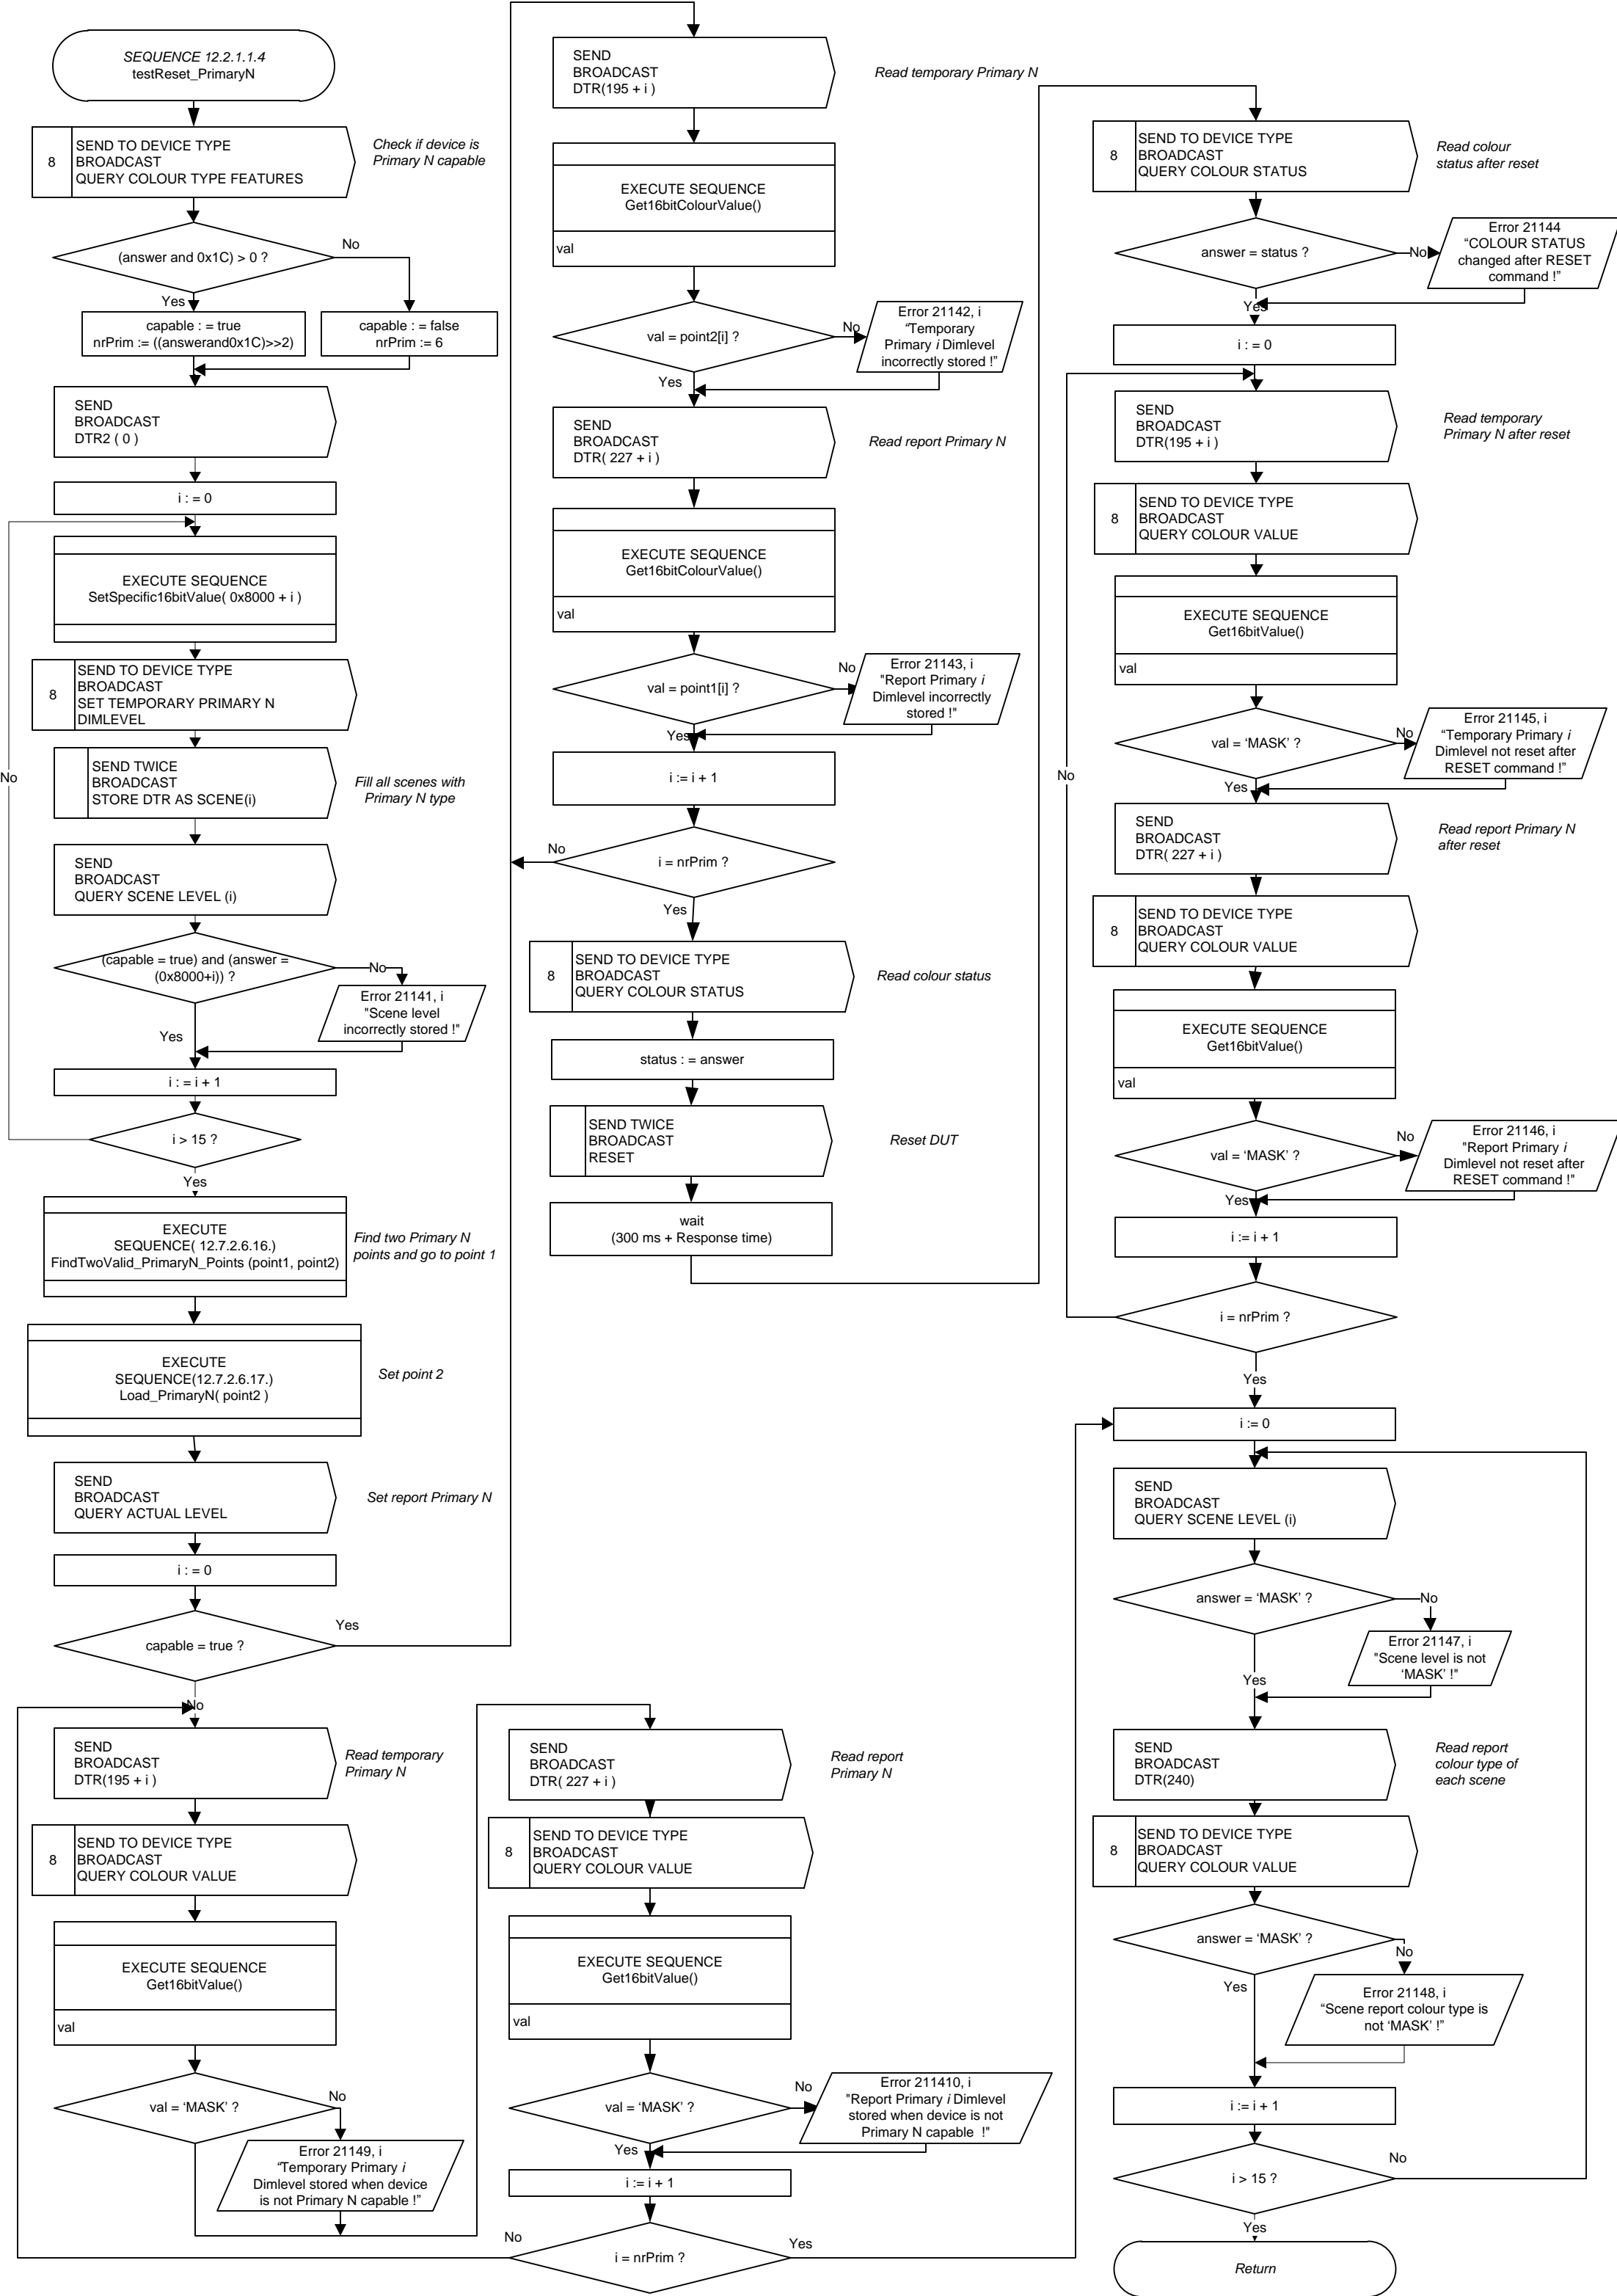 SEQUENCE 12.2.1.1.4
testReset_PrimaryN
8
SEND TO DEVICE TYPE
BROADCAST
QUERY COLOUR TYPE FEATURES
Check if device is
Primary N capable
(answer and 0x1C) > 0 ?
No
Yes
capable : = true
nrPrim := ((answerand0x1C)>>2)
capable : = false
nrPrim := 6
SEND
BROADCAST
DTR2 ( 0 )
i : = 0
EXECUTE SEQUENCE
SetSpecific16bitValue( 0x8000 + i )
8
SEND TO DEVICE TYPE
BROADCAST
SET TEMPORARY PRIMARY N
DIMLEVEL
No
SEND TWICE
BROADCAST
STORE DTR AS SCENE(i)
Fill all scenes with
Primary N type
SEND
BROADCAST
QUERY SCENE LEVEL (i)
(capable = true) and (answer =
(0x8000+i)) ?
No
Error 21141, i
"Scene level
incorrectly stored !"
Yes
i : = i + 1
i > 15 ?
Yes
EXECUTE
SEQUENCE( 12.7.2.6.16.)
FindTwoValid_PrimaryN_Points (point1, point2)
Find two Primary N
points and go to point 1
EXECUTE
SEQUENCE(12.7.2.6.17.)
Load_PrimaryN( point2 )
Set point 2
SEND
BROADCAST
QUERY ACTUAL LEVEL
Set report Primary N
i : = 0
capable = true ?
Yes
No
SEND
BROADCAST
DTR(195 + i )
Read temporary
Primary N
8
SEND TO DEVICE TYPE
BROADCAST
QUERY COLOUR VALUE
EXECUTE SEQUENCE
Get16bitValue()
val
val = ‘MASK’ ?
No
Error 21149, i
“Temporary Primary i
Dimlevel stored when device
is not Primary N capable !”
SEND
BROADCAST
DTR( 227 + i )
Read report
Primary N
8
SEND TO DEVICE TYPE
BROADCAST
QUERY COLOUR VALUE
EXECUTE SEQUENCE
Get16bitValue()
val
val = ‘MASK’ ?
No
Error 211410, i
"Report Primary i Dimlevel
stored when device is not
Primary N capable  !"
Yes
i := i + 1
No
i = nrPrim ?
Yes
SEND
BROADCAST
DTR(195 + i )
Read temporary Primary N
EXECUTE SEQUENCE
Get16bitColourValue()
val
val = point2[i] ?
No
Error 21142, i
“Temporary
Primary i Dimlevel
incorrectly stored !”
Yes
SEND
BROADCAST
DTR( 227 + i )
Read report Primary N
EXECUTE SEQUENCE
Get16bitColourValue()
val
val = point1[i] ?
No
Error 21143, i
"Report Primary i
Dimlevel incorrectly
stored !"
Yes
i := i + 1
No
i = nrPrim ?
Yes
8
SEND TO DEVICE TYPE
BROADCAST
QUERY COLOUR STATUS
Read colour status
status : = answer
SEND TWICE
BROADCAST
RESET
Reset DUT
wait
(300 ms + Response time)
8
SEND TO DEVICE TYPE
BROADCAST
QUERY COLOUR STATUS
Read colour
status after reset
answer = status ?
No
Error 21144
“COLOUR STATUS
changed after RESET
command !”
Yes
i : = 0
SEND
BROADCAST
DTR(195 + i )
Read temporary
Primary N after reset
8
SEND TO DEVICE TYPE
BROADCAST
QUERY COLOUR VALUE
EXECUTE SEQUENCE
Get16bitValue()
val
val = ‘MASK’ ?
No
Error 21145, i
“Temporary Primary i
Dimlevel not reset after
RESET command !”
No
Yes
SEND
BROADCAST
DTR( 227 + i )
Read report Primary N
after reset
8
SEND TO DEVICE TYPE
BROADCAST
QUERY COLOUR VALUE
EXECUTE SEQUENCE
Get16bitValue()
val
val = ‘MASK’ ?
No
Error 21146, i
"Report Primary i
Dimlevel not reset after
RESET command !"
Yes
i := i + 1
i = nrPrim ?
Yes
i := 0
SEND
BROADCAST
QUERY SCENE LEVEL (i)
answer = ‘MASK’ ?
No
Error 21147, i
"Scene level is not
‘MASK’ !"
Yes
SEND
BROADCAST
DTR(240)
Read report
colour type of
each scene
8
SEND TO DEVICE TYPE
BROADCAST
QUERY COLOUR VALUE
answer = ‘MASK’ ?
No
Yes
Error 21148, i
“Scene report colour type is
not ‘MASK’ !”
i := i + 1
No
i > 15 ?
Yes
Return